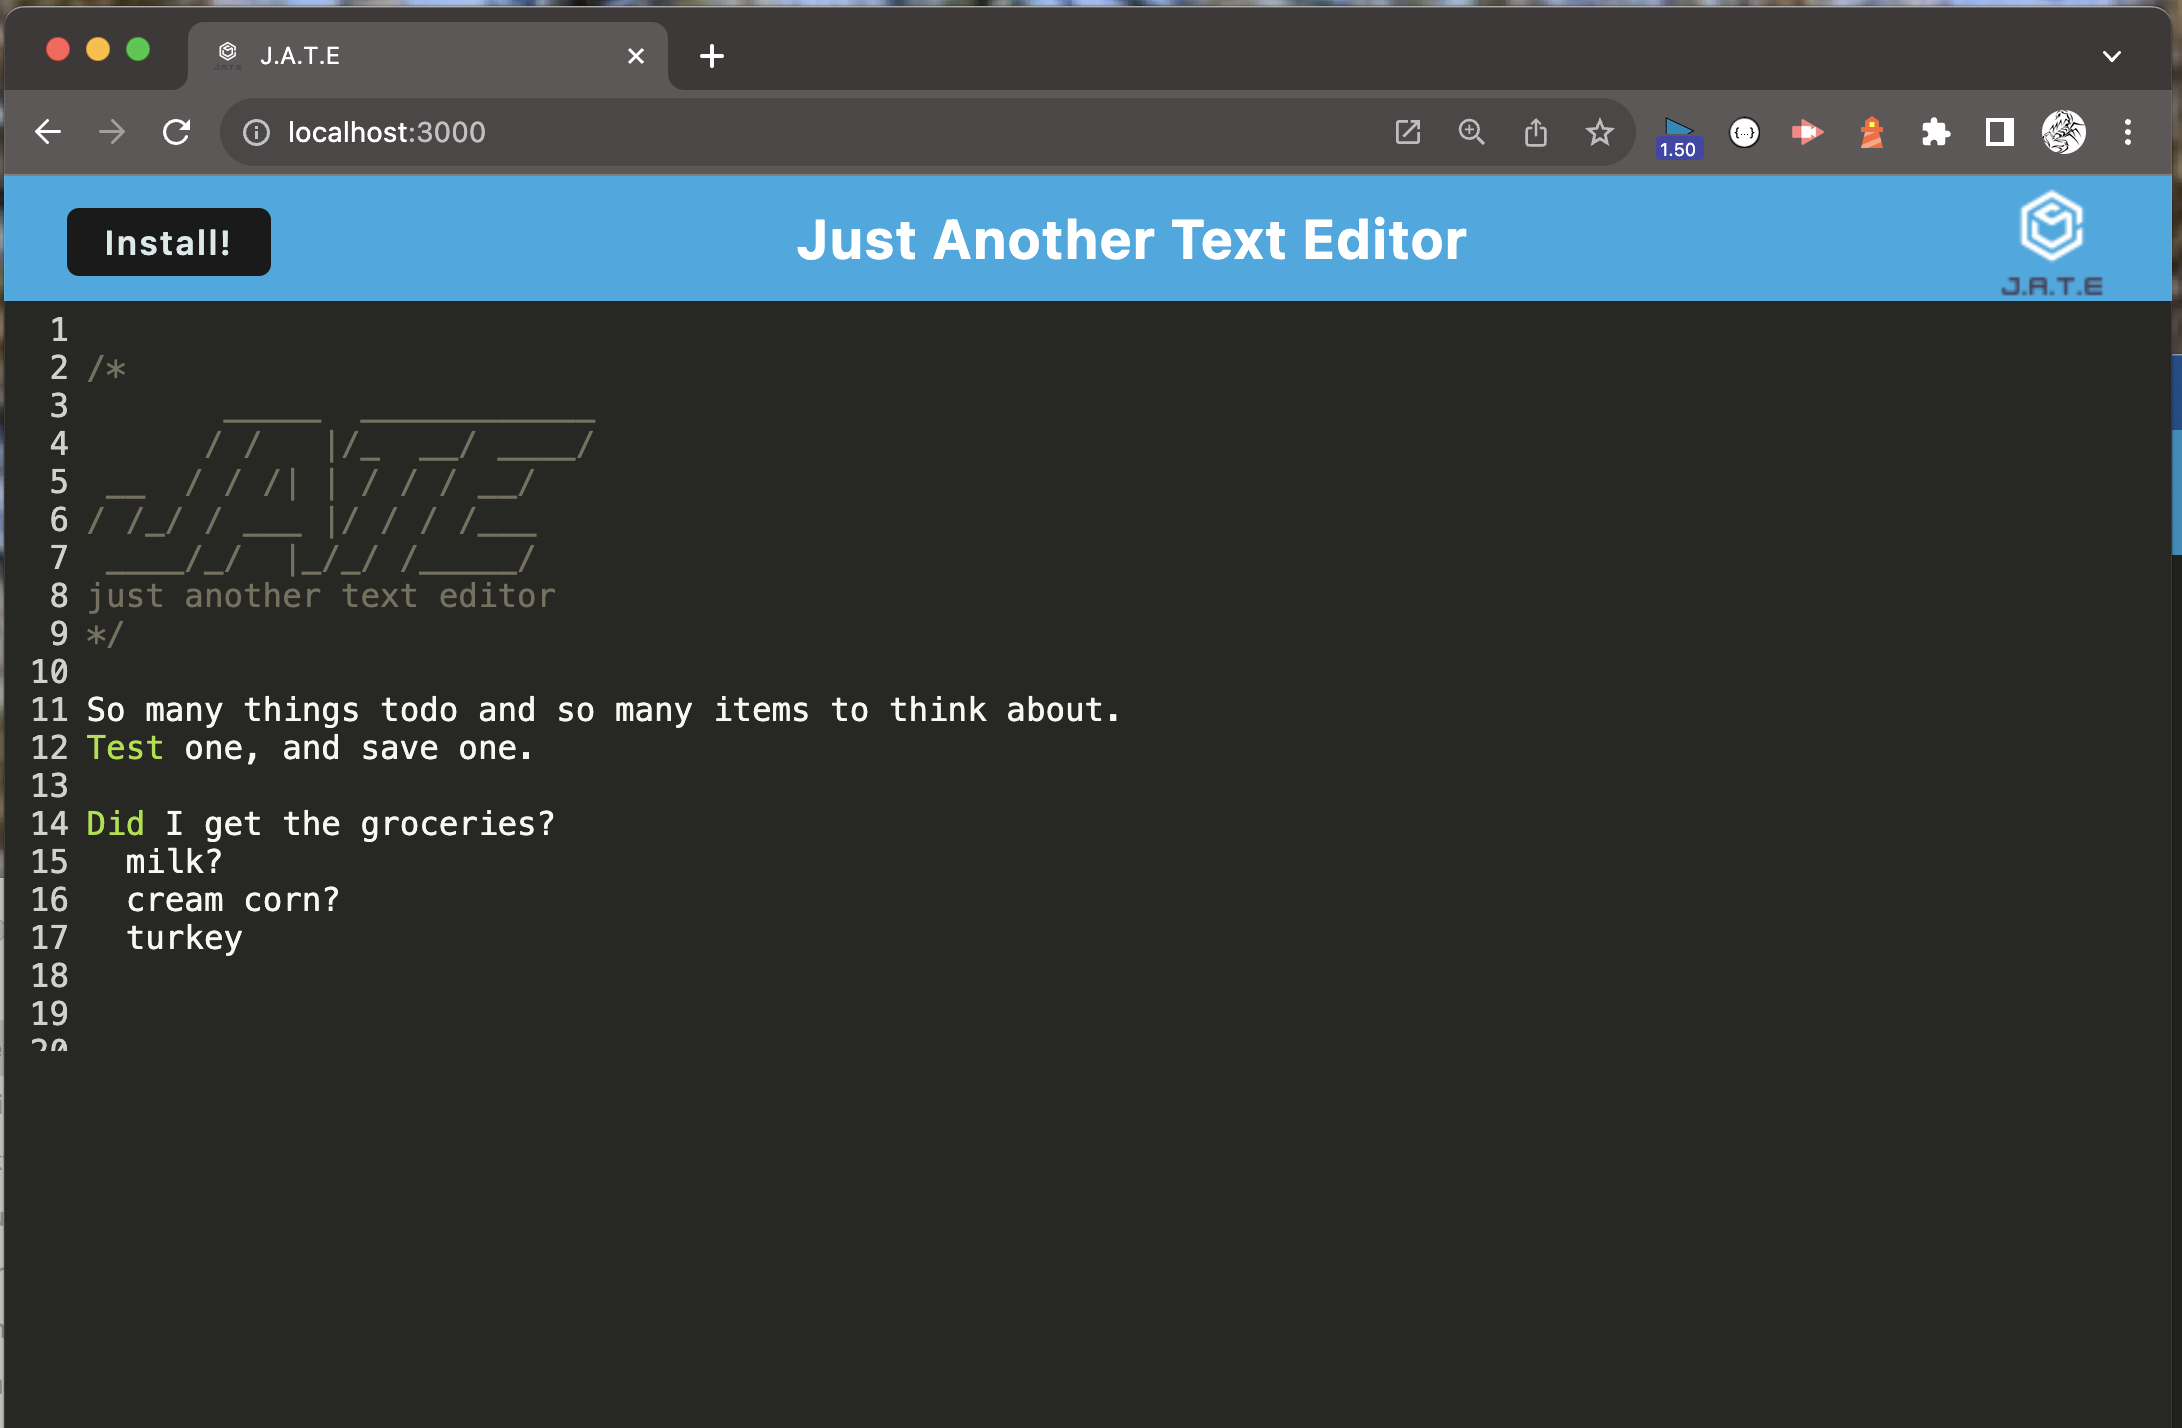 J.A.T.E
localhost:3000
1.50
Install!
Just Another Text Editor
J.A.T.E
1
2 /*
3       _____  ____________
4      / /   |/_  __/ ____/
5  __  / / /| | / / / __/
6 / /_/ / ___ |/ / / /___
7  ____/_/  |_/_/ /_____/
8 just another text editor
9 */
10
11 So many things todo and so many items to think about.
12 Test one, and save one.
13
14 Did I get the groceries?
15   milk?
16   cream corn?
17   turkey
18
19
20